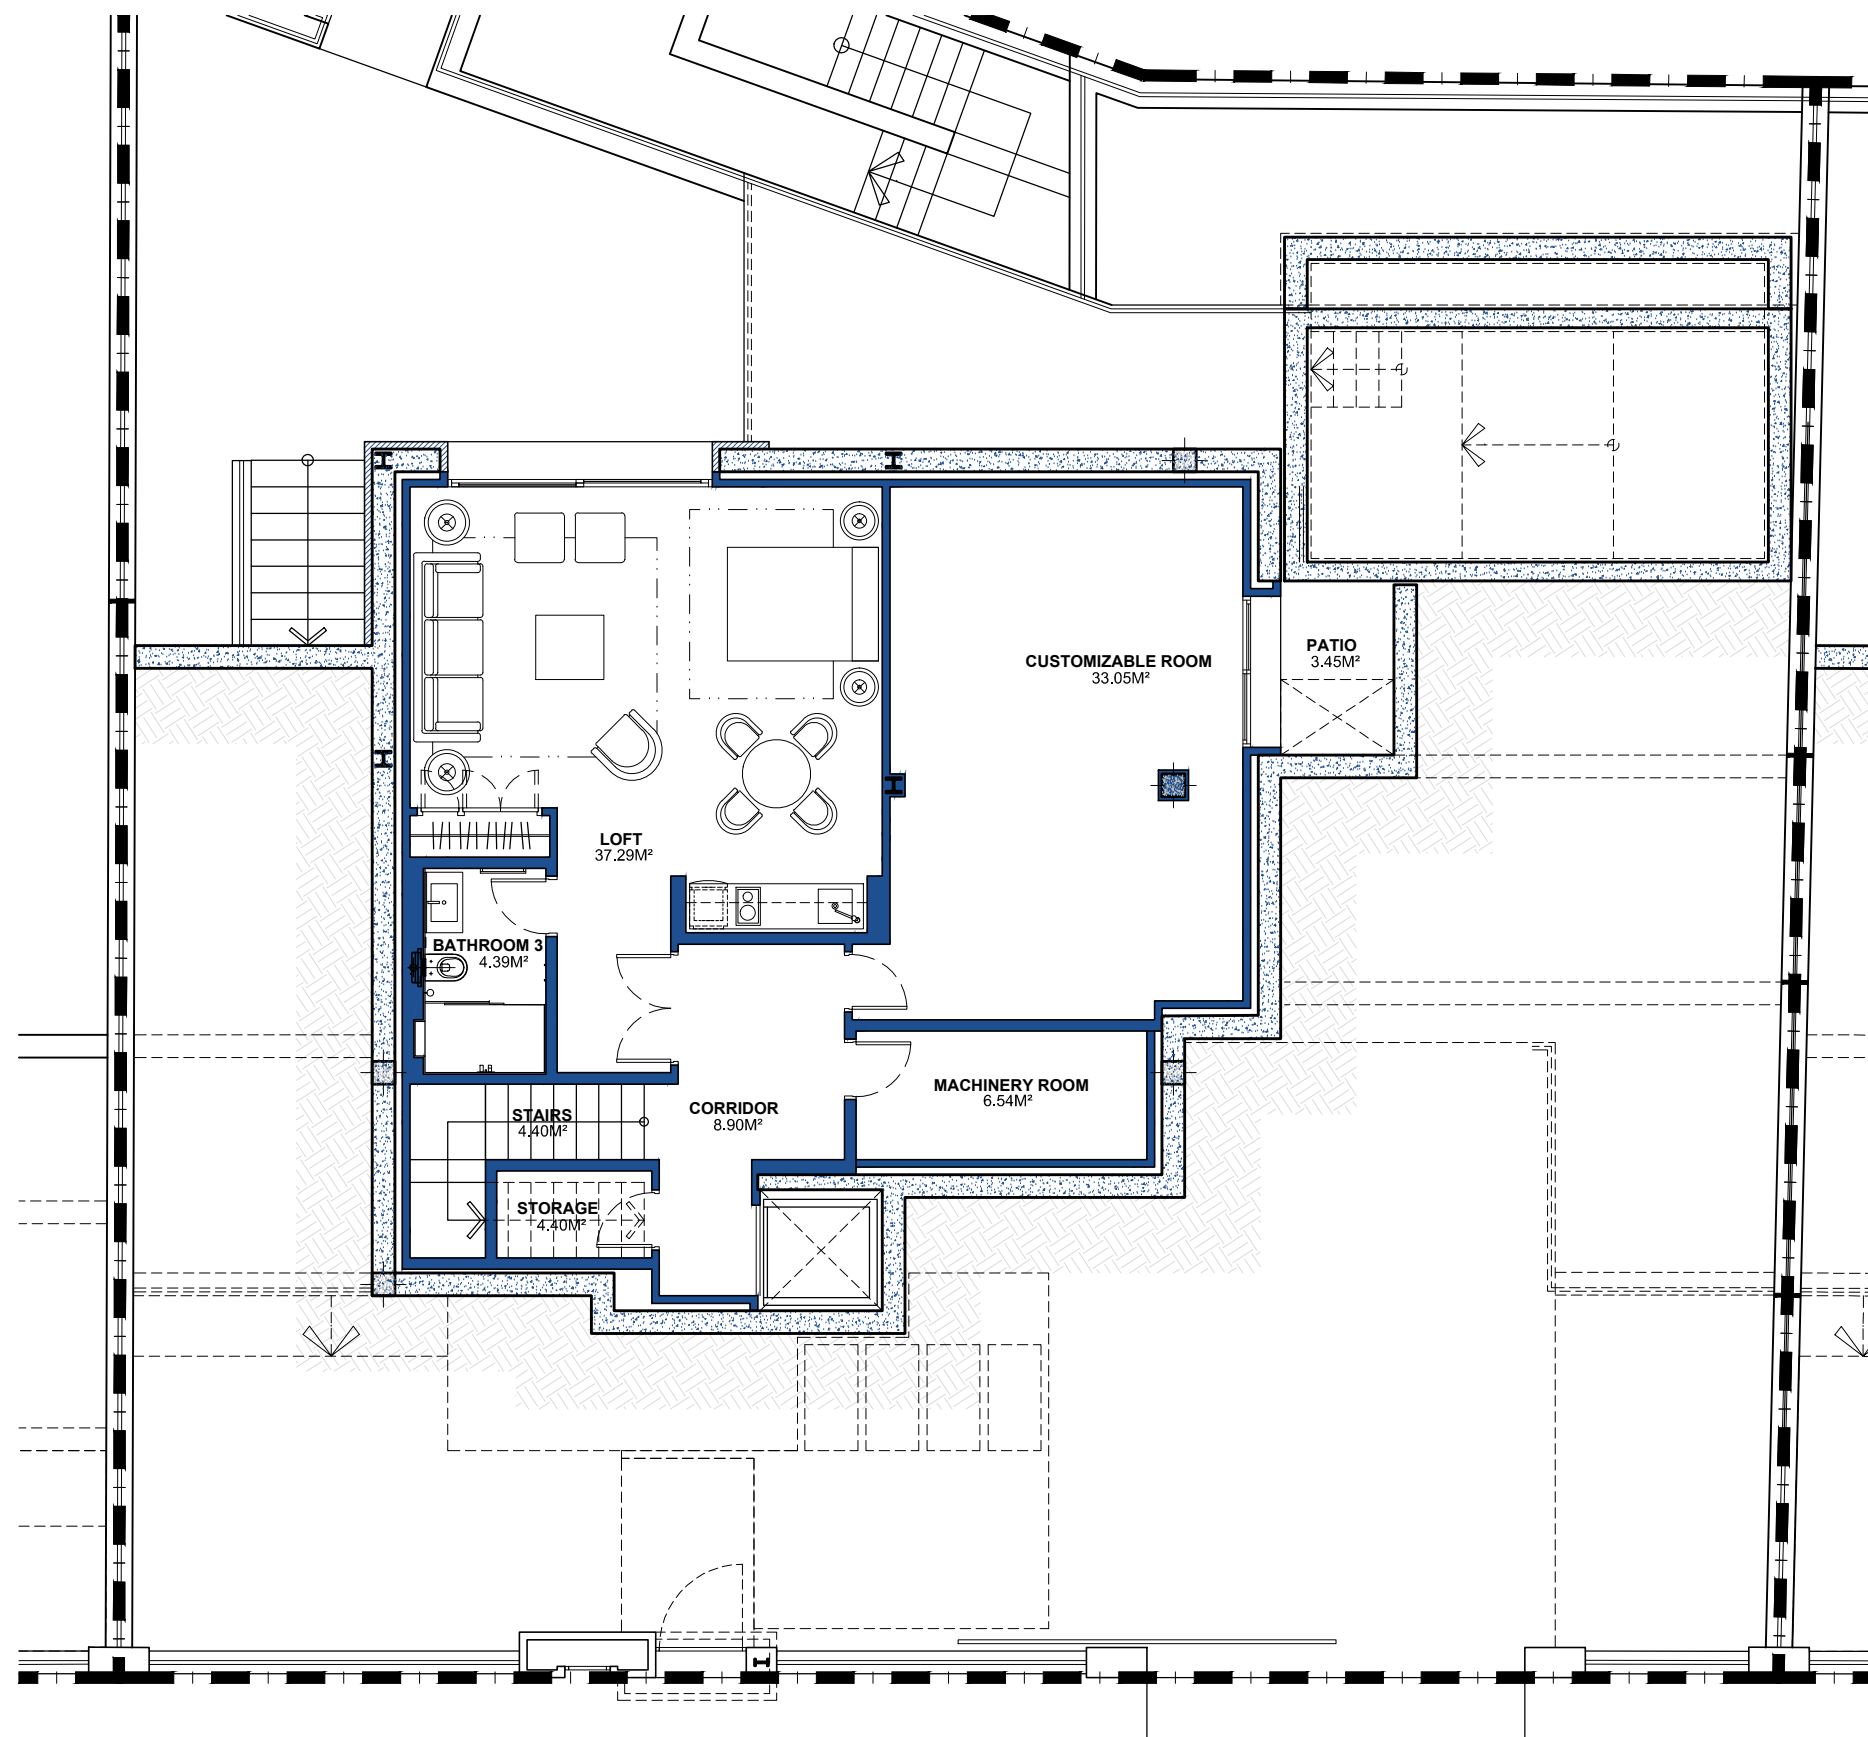 PATIO
3.45M²
CUSTOMIZABLE ROOM
33.05M²
LOFT
37.29M²
BATHROOM 3
4.39M²
MACHINERY ROOM
6.54M²
STAIRS
4.40M²
CORRIDOR
8.90M²
STORAGE
4.40M²